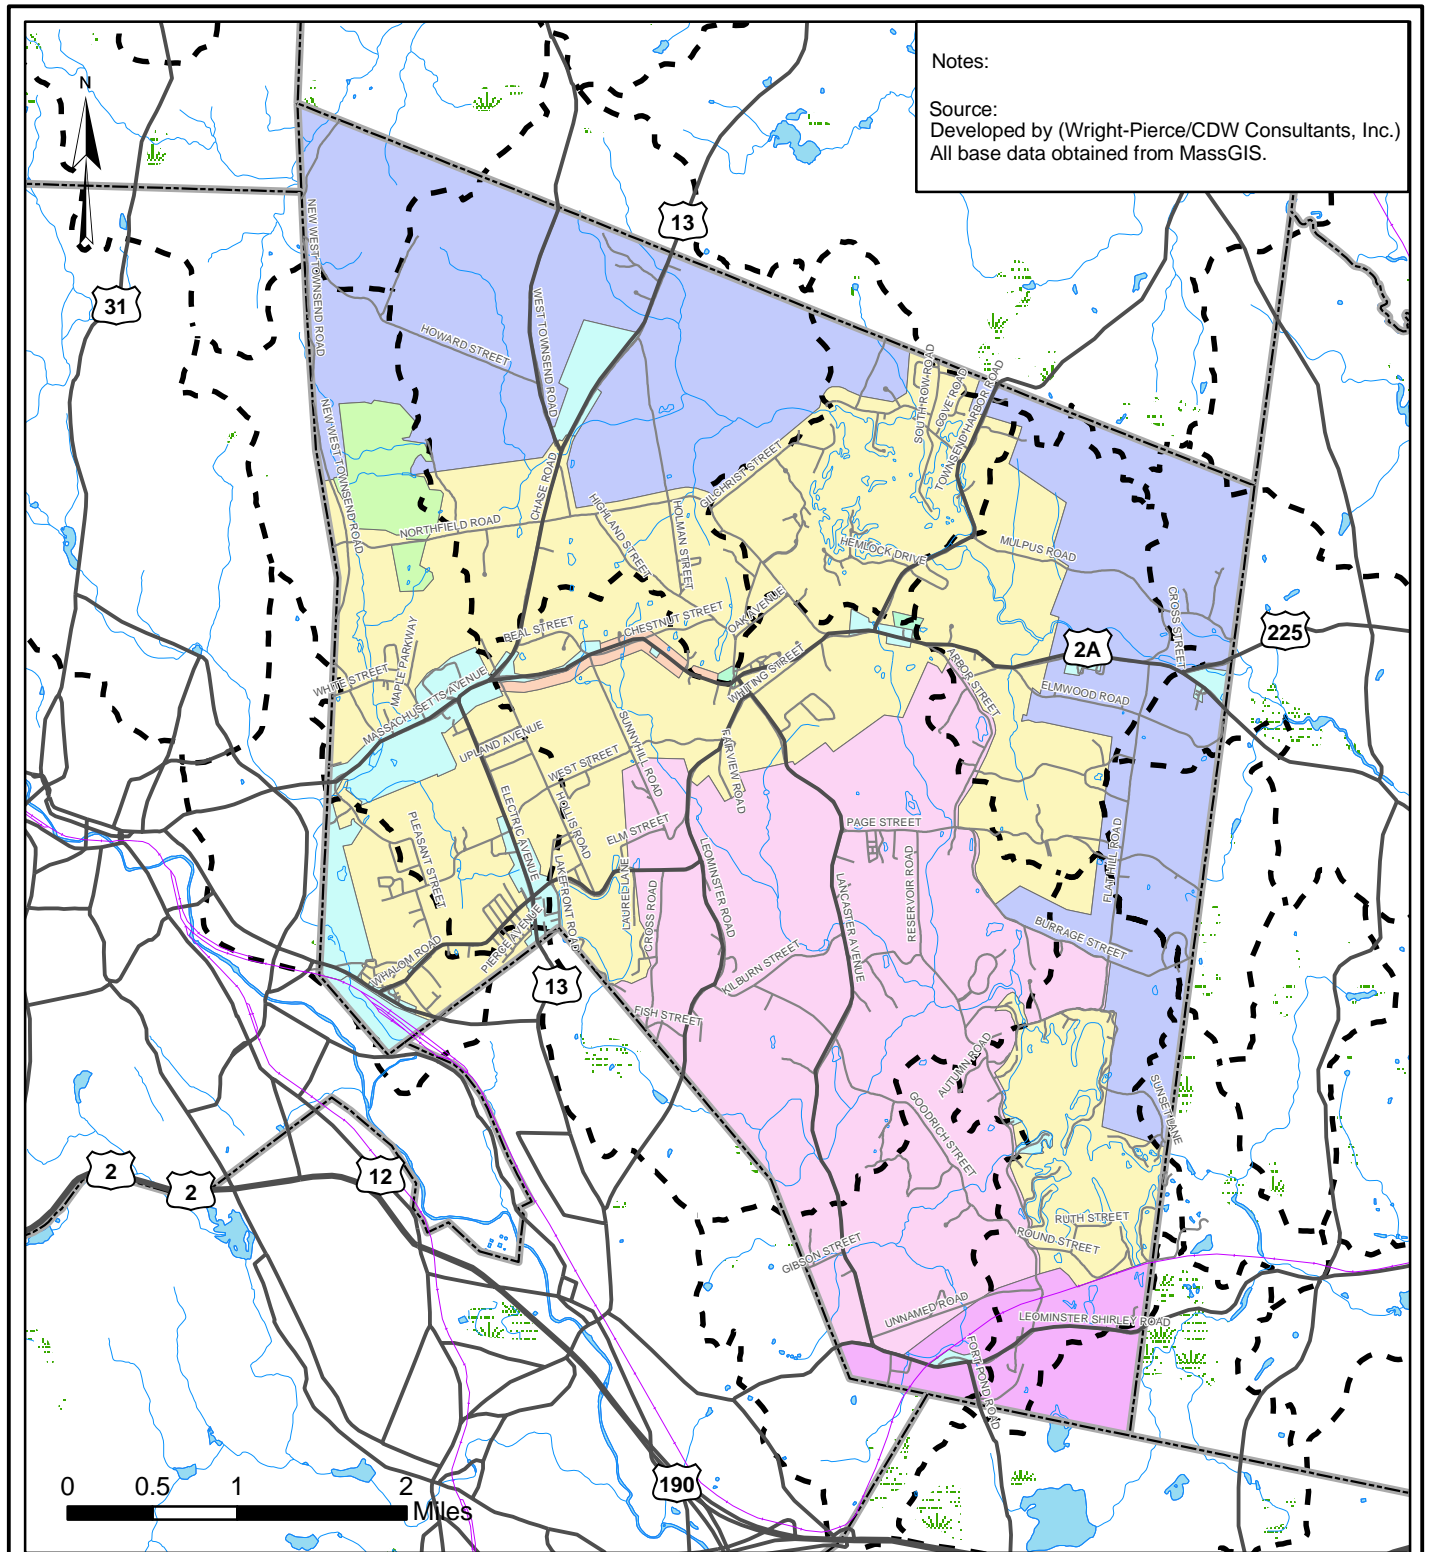 Notes:
Source:
Developed by (Wright-Pierce/CDW Consultants, Inc.)
All base data obtained from MassGIS.
N
13
31
NEW WEST TOWNSEND ROAD
WEST TOWNSEND ROAD
HOWARD STREET
SOUTH ROW ROAD
COVE ROAD
TOWNSEND HARBOR ROAD
NEW WEST TOWNSEND ROAD
CHASE ROAD
GILCHRIST STREET
HIGHLAND STREET
HOLMAN STREET
NORTHFIELD ROAD
HEMLOCK DRIVE
MULPUS ROAD
CROSS STREET
OAK AVENUE
CHESTNUT STREET
BEAL STREET
225
2A
MAPLE PARKWAY
WHITE STREET
MASSACHUSETTS AVENUE
WHITING STREET
ARBOR STREET
ELMWOOD ROAD
UPLAND AVENUE
WEST STREET
SUNNYHILL ROAD
FAIRVIEW ROAD
ELECTRIC AVENUE
HOLLIS ROAD
ELM STREET
PAGE STREET
PLEASANT STREET
LAKEFRONT ROAD
LAUREL LANE
CROSS ROAD
LEOMINSTER ROAD
LANCASTER AVENUE
RESERVOIR ROAD
FLAT HILL ROAD
BURRAGE STREET
WHALOM ROAD
PIERCE AVENUE
KILBURN STREET
13
FISH STREET
AUTUMN ROAD
GOODRICH STREET
SUNSET LANE
2
2
12
RUTH STREET
ROUND STREET
GIBSON STREET
UNNAMED ROAD
LEOMINSTER SHIRLEY ROAD
FORT POND ROAD
190
0 0.5 1 2
Miles